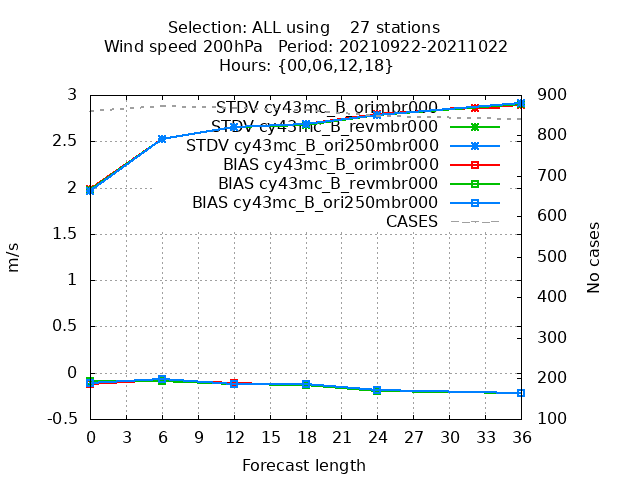 Selection: ALL using    27 stations
Wind speed 200hPa   Period: 20210922-20211022
Hours: {00,06,12,18}
STDV cy43mc_B_orimbr000
STDV cy43mc_B_revmbr000
STDV cy43mc_B_ori250mbr000
BIAS cy43mc_B_orimbr000
BIAS cy43mc_B_revmbr000
BIAS cy43mc_B_ori250mbr000
CASES
3
2.5
2
1.5
1
0.5
0
-0.5
m/s
900
800
700
600
500
400
300
200
100
No cases
0 3 6 9 12 15 18 21 24 27 30 33 36
Forecast length